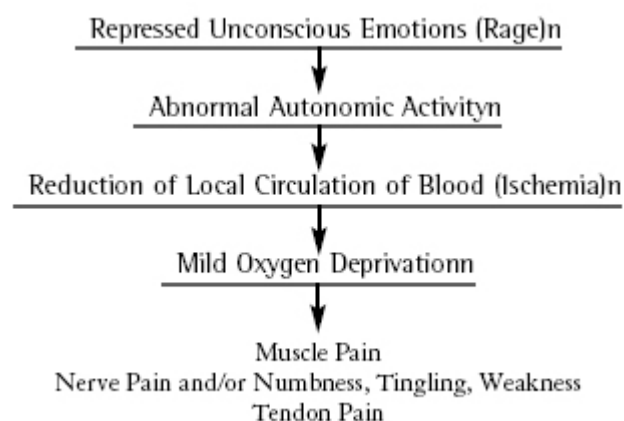 Repressed Unconscious Emotions (Rage)n
Abnormal Autonomic Activityn
Reduction of Local Circulation of Blood (Ischemia)n
Mild Oxygen Deprivationn
Muscle Pain
Nerve Pain and/or Numbness, Tingling, Weakness
Tendon Pain